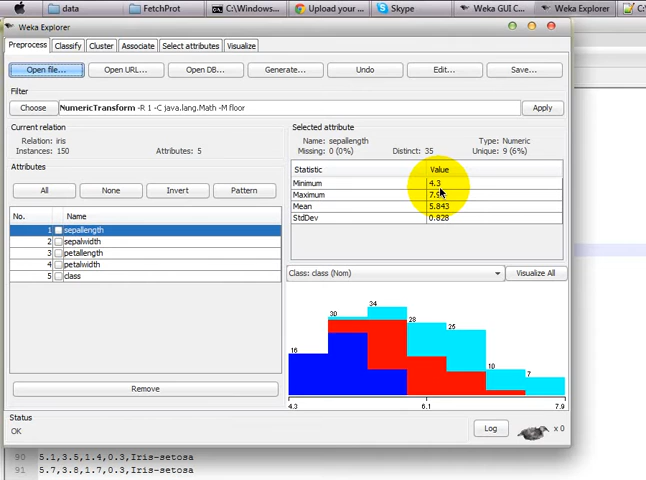 data FetchProt C:\Windows... Upload your ... Skype Weka GUI C... Weka Explorer
Weka Explorer
Preprocess Classify Cluster Associate Select attributes Visualize
Open file... Open URL... Open DB... Generate... Undo Edit... Save...
Filter
Choose NumericTransform -R 1 -C java.lang.Math -M floor Apply
Current relation
Relation: iris
Instances: 150 Attributes: 5
Selected attribute
Name: sepallength Type: Numeric
Missing: 0 (0%) Distinct: 35 Unique: 9 (6%)
Attributes
All None Invert Pattern
Statistic Value
Minimum 4.3
Maximum 7.9
Mean 5.843
StdDev 0.828
No. Name
1 sepallength
2 sepalwidth
3 petallength
4 petalwidth
5 class
Class: class (Nom) Visualize All
16 30 34 28 25 10 7
4.3 6.1 7.9
Remove
Status
OK Log x 0
90 5.1,3.5,1.4,0.3,Iris-setosa
91 5.7,3.8,1.7,0.3,Iris-setosa